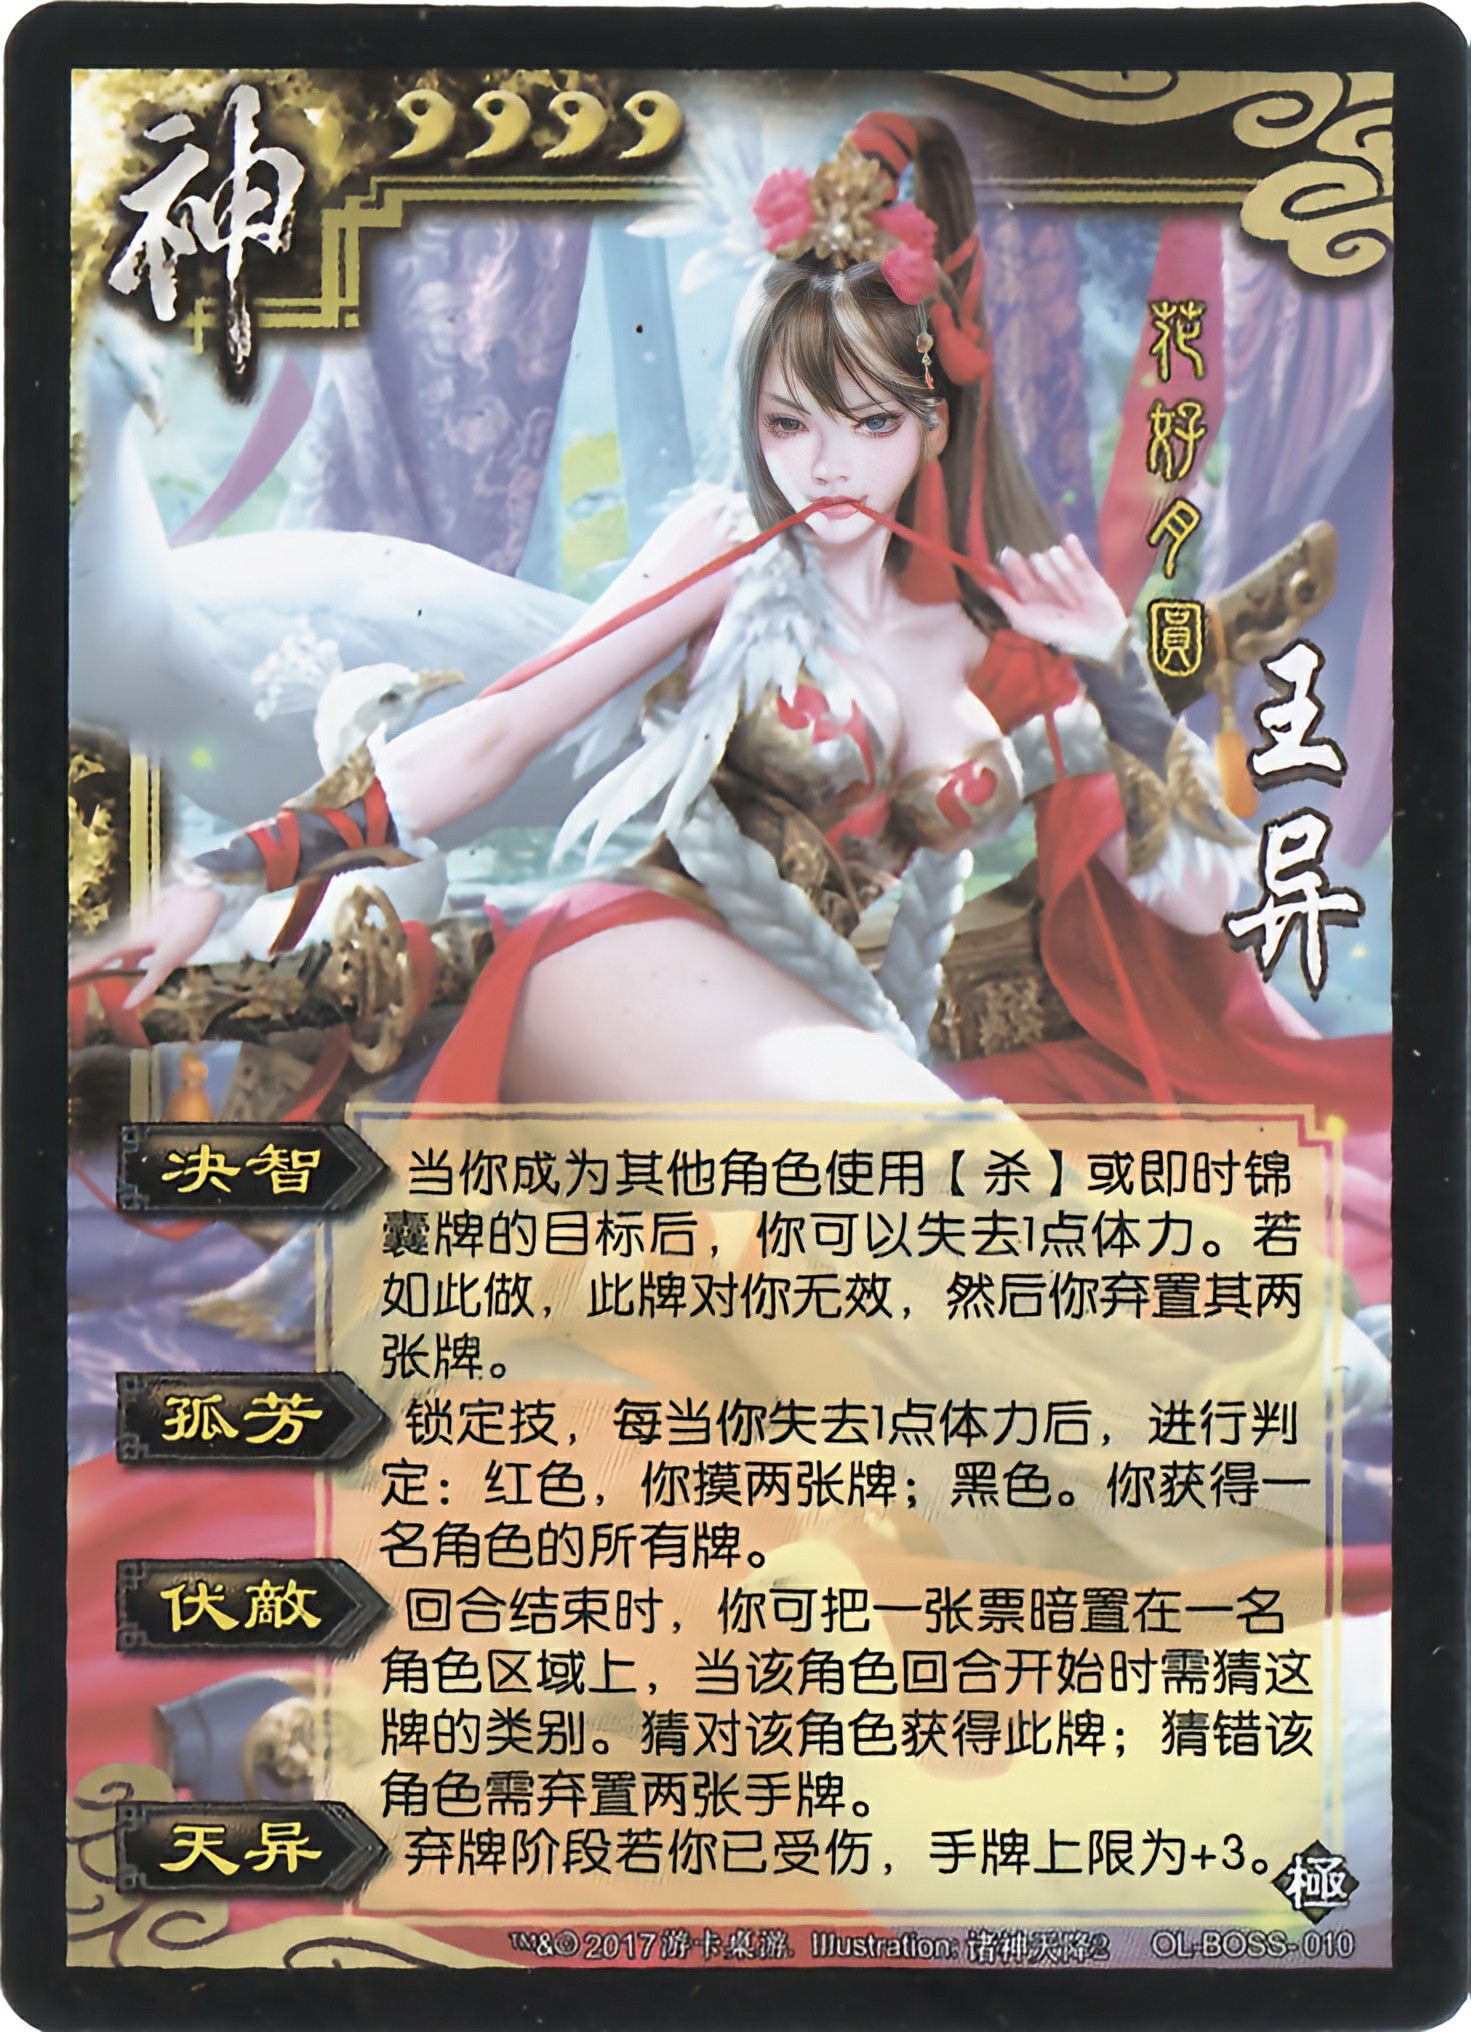 神
花好月圓
王异
决智
当你成为其他角色使用【杀】或即时锦
囊牌的目标后，你可以失去1点体力。若
如此做，此牌对你无效，然后你弃置其两
张牌。
孤芳
锁定技，每当你失去1点体力后，进行判
定：红色，你摸两张牌；黑色。你获得一
名角色的所有牌。
伏敵
回合结束时，你可把一张票暗置在一名
角色区域上，当该角色回合开始时需猜这
牌的类别。猜对该角色获得此牌；猜错该
角色需弃置两张手牌。
天异
弃牌阶段若你已受伤，手牌上限为+3。
極
™&© 2017 游卡桌游. Illustration: 诸神天降2 OL-BOSS-010